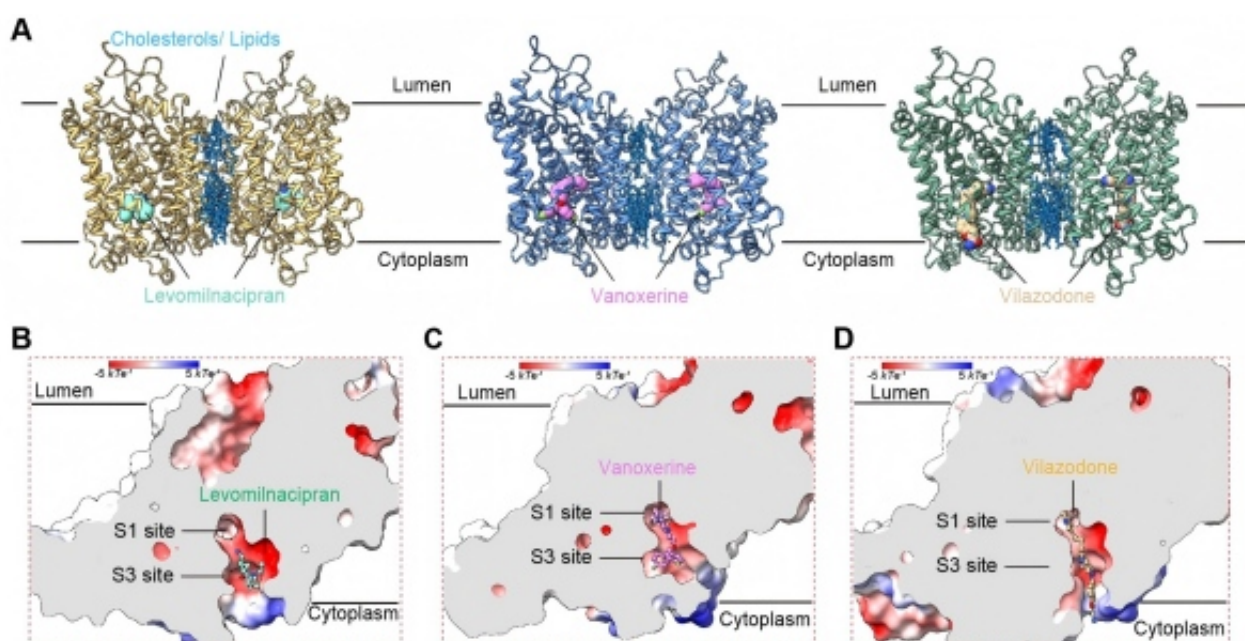 A
Cholesterols/ Lipids
Lumen
Lumen
Cytoplasm
Cytoplasm
Levomilnacipran
Vanoxerine
Vilazodone
B
-5 kTe⁻¹ 5 kTe⁻¹
Lumen
Levomilnacipran
S1 site
S3 site
Cytoplasm
C
-5 kTe⁻¹ 5 kTe⁻¹
Lumen
Vanoxerine
S1 site
S3 site
Cytoplasm
D
-5 kTe⁻¹ 5 kTe⁻¹
Lumen
Vilazodone
S1 site
S3 site
Cytoplasm